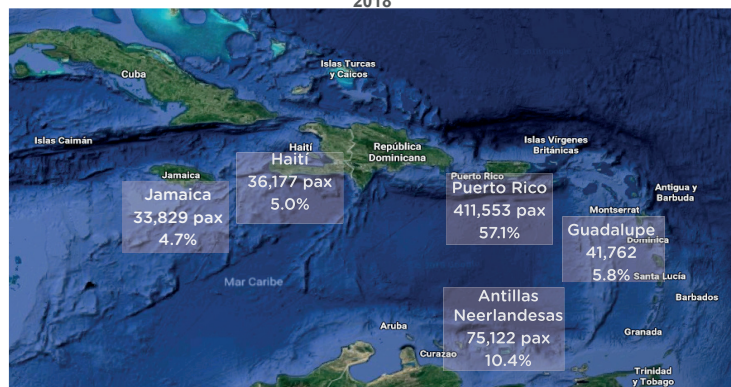 2018
Cuba
Islas Turcas
y Caicos
Islas Caimán
Haití
República
Dominicana
Islas Vírgenes
Británicas
Jamaica
Puerto Rico
Antigua y
Barbuda
Haití
36,177 pax
5.0%
Jamaica
33,829 pax
4.7%
Puerto Rico
411,553 pax
57.1%
Montserrat
Guadalupe
41,762
5.8%
Dominica
Santa Lucía
Mar Caribe
Barbados
Antillas
Neerlandesas
75,122 pax
10.4%
Aruba
Curazao
Granada
Trinidad
y Tobago